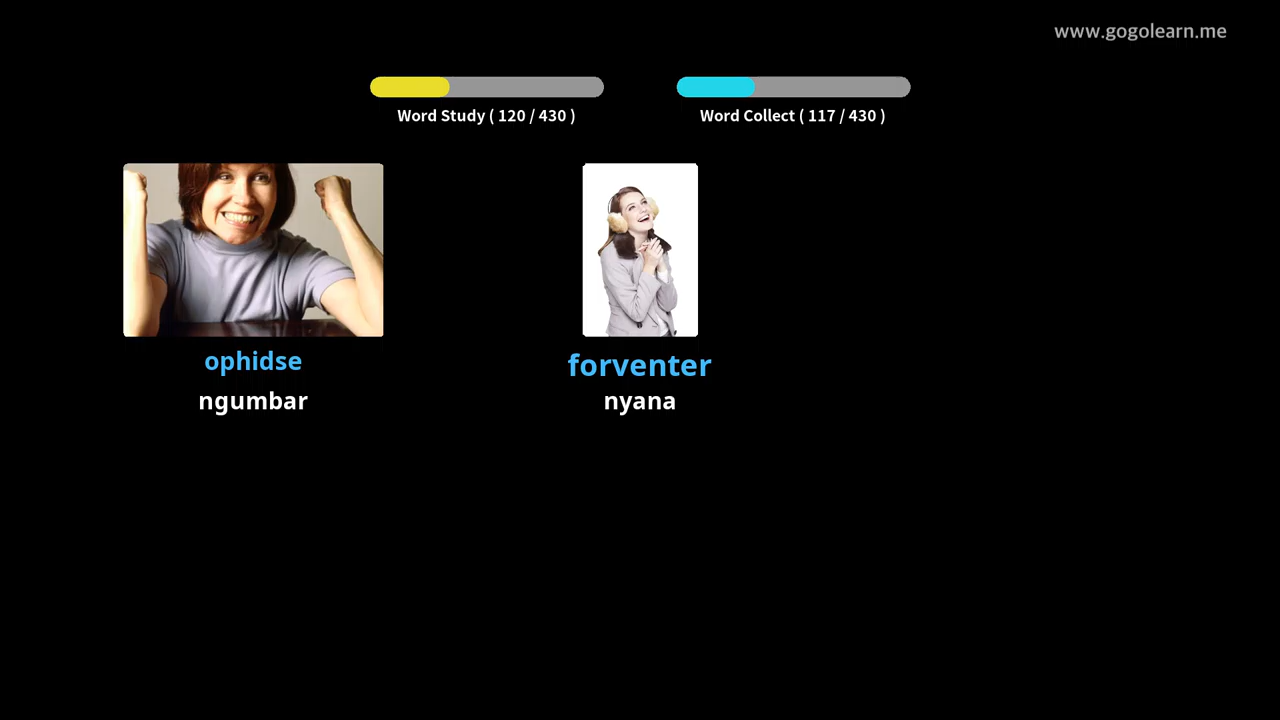 www.gogolearn.me
Word Study ( 120 / 430 )
Word Collect ( 117 / 430 )
ophidse
ngumbar
forventer
nyana